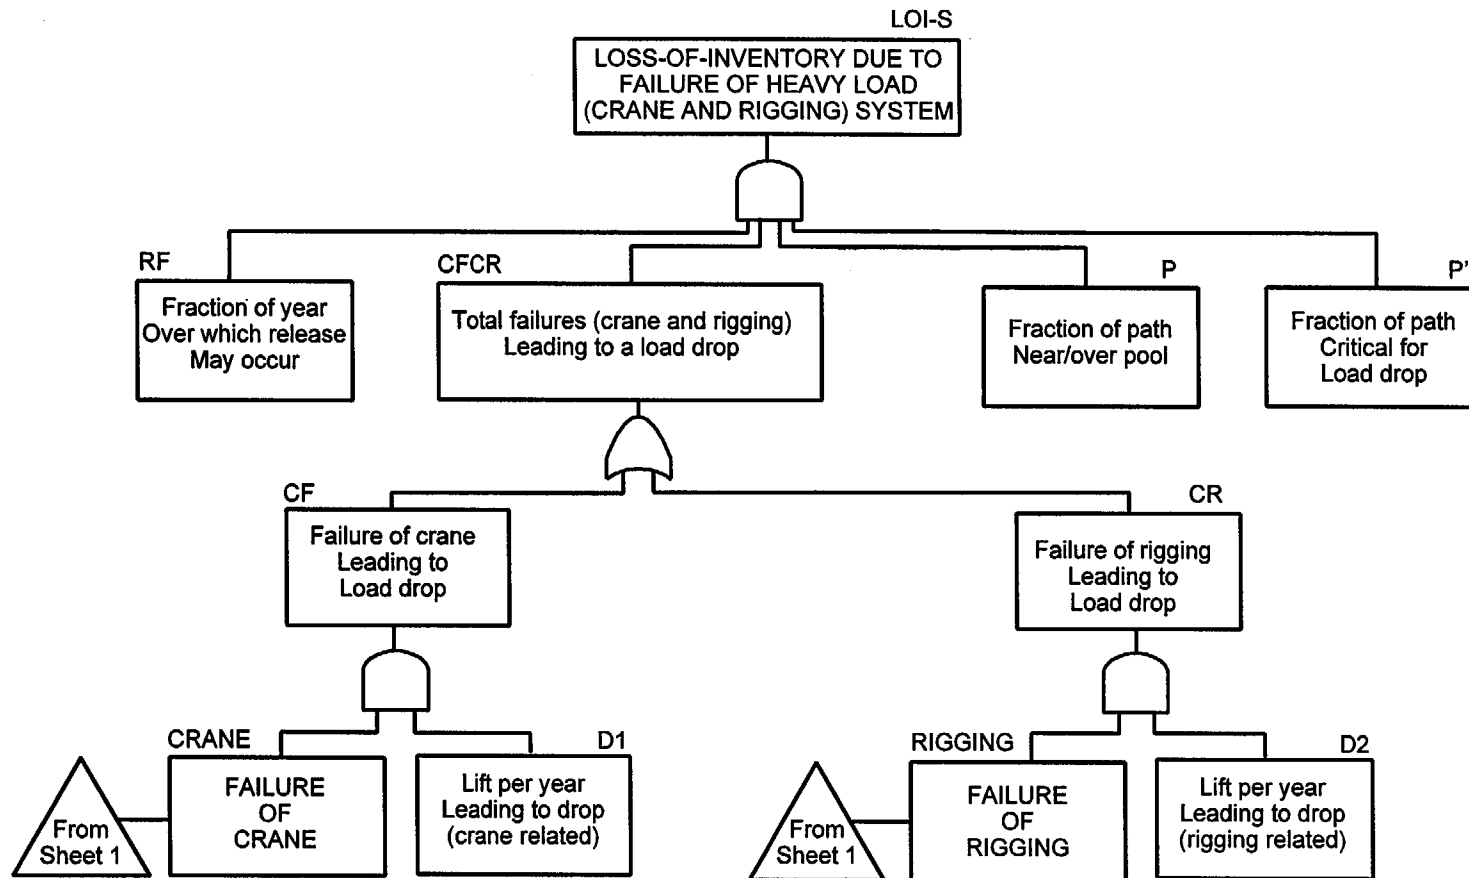 LOI-S
LOSS-OF-INVENTORY DUE TO
FAILURE OF HEAVY LOAD
(CRANE AND RIGGING) SYSTEM
RF
Fraction of year
Over which release
May occur
CFCR
Total failures (crane and rigging)
Leading to a load drop
P
Fraction of path
Near/over pool
P'
Fraction of path
Critical for
Load drop
CF
Failure of crane
Leading to
Load drop
CR
Failure of rigging
Leading to
Load drop
From
Sheet 1
CRANE
FAILURE
OF
CRANE
D1
Lift per year
Leading to drop
(crane related)
From
Sheet 1
RIGGING
FAILURE
OF
RIGGING
D2
Lift per year
Leading to drop
(rigging related)